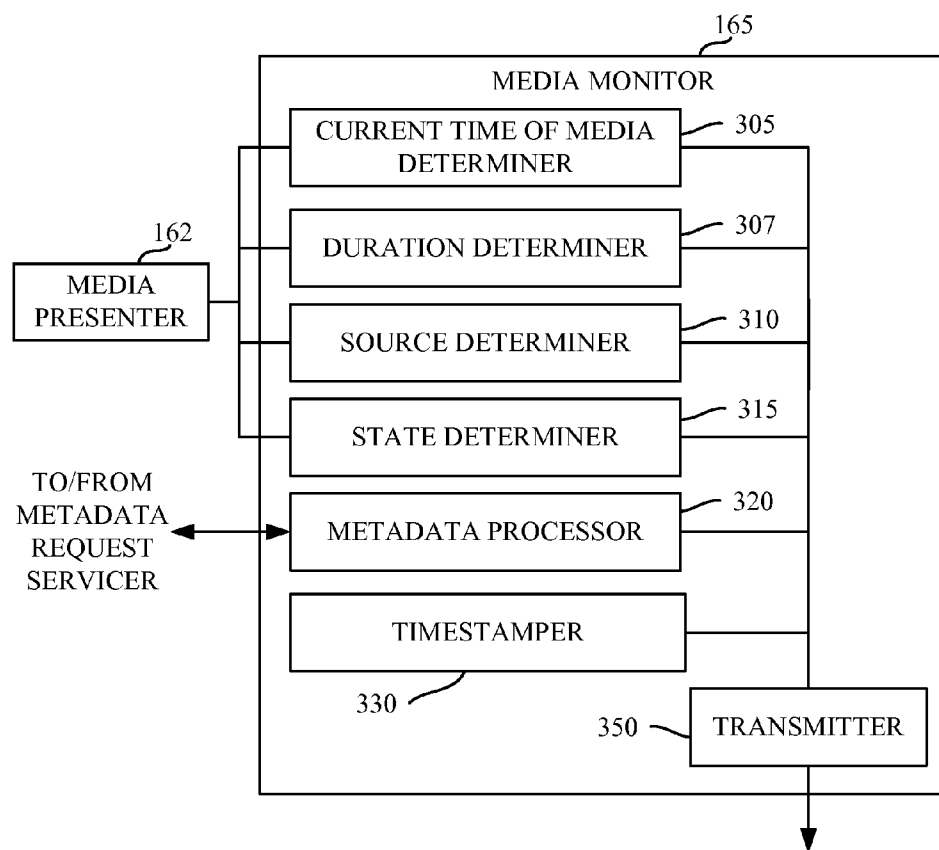 165
MEDIA MONITOR
CURRENT TIME OF MEDIA
DETERMINER
305
DURATION DETERMINER
307
162
MEDIA
PRESENTER
SOURCE DETERMINER
310
STATE DETERMINER
315
TO/FROM
METADATA
REQUEST
SERVICER
METADATA PROCESSOR
320
TIMESTAMPER
330
350
TRANSMITTER